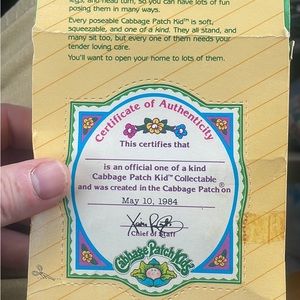 legs, and head turn, so you can have lots of fun
posing them in many ways.
Every poseable Cabbage Patch Kid™ is soft,
squeezable, and one of a kind. They all stand, and
many sit too, but every one of them needs your
tender loving care.
You'll want to open your home to lots of them.
Certificate of Authenticity
This certifies that
is an official one of a kind
Cabbage Patch Kid™ Collectable
and was created in the Cabbage Patch® on
May 10, 1984
Chief of Staff
Cabbage Patch Kids